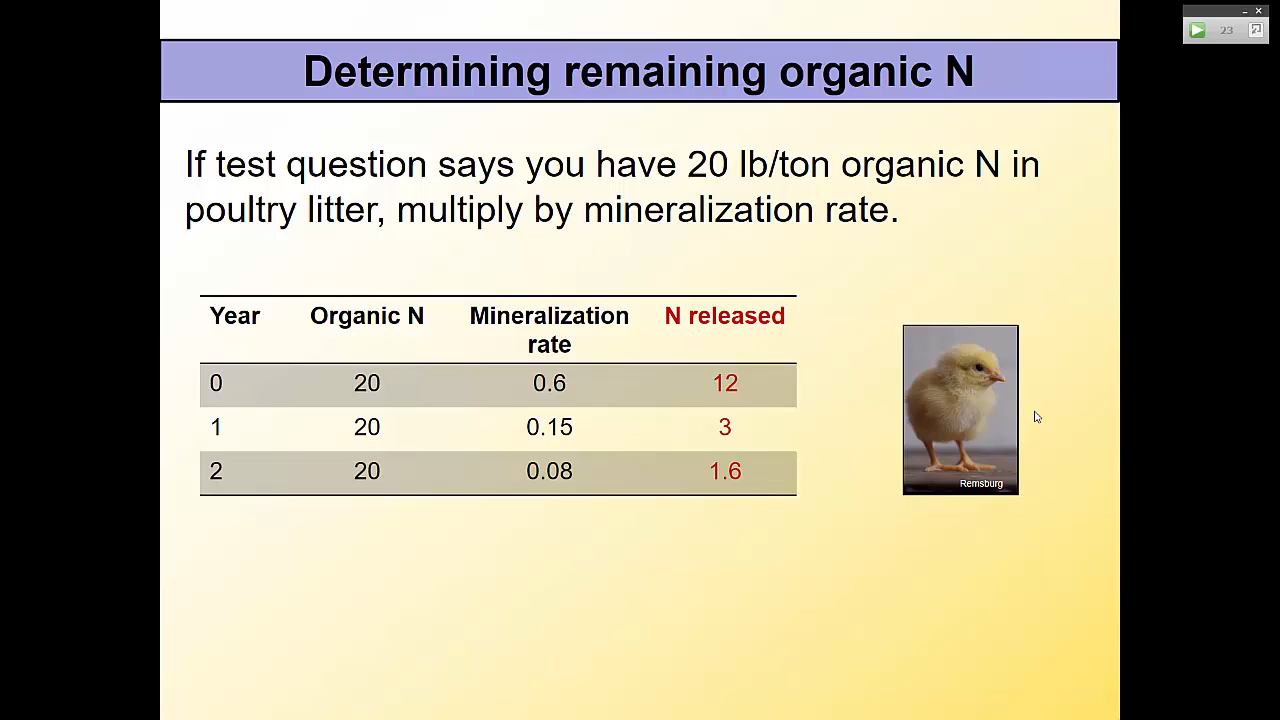 23
Determining remaining organic N
If test question says you have 20 lb/ton organic N in
poultry litter, multiply by mineralization rate.
Year Organic N Mineralization rate N released
0 20 0.6 12
1 20 0.15 3
2 20 0.08 1.6
Remsburg